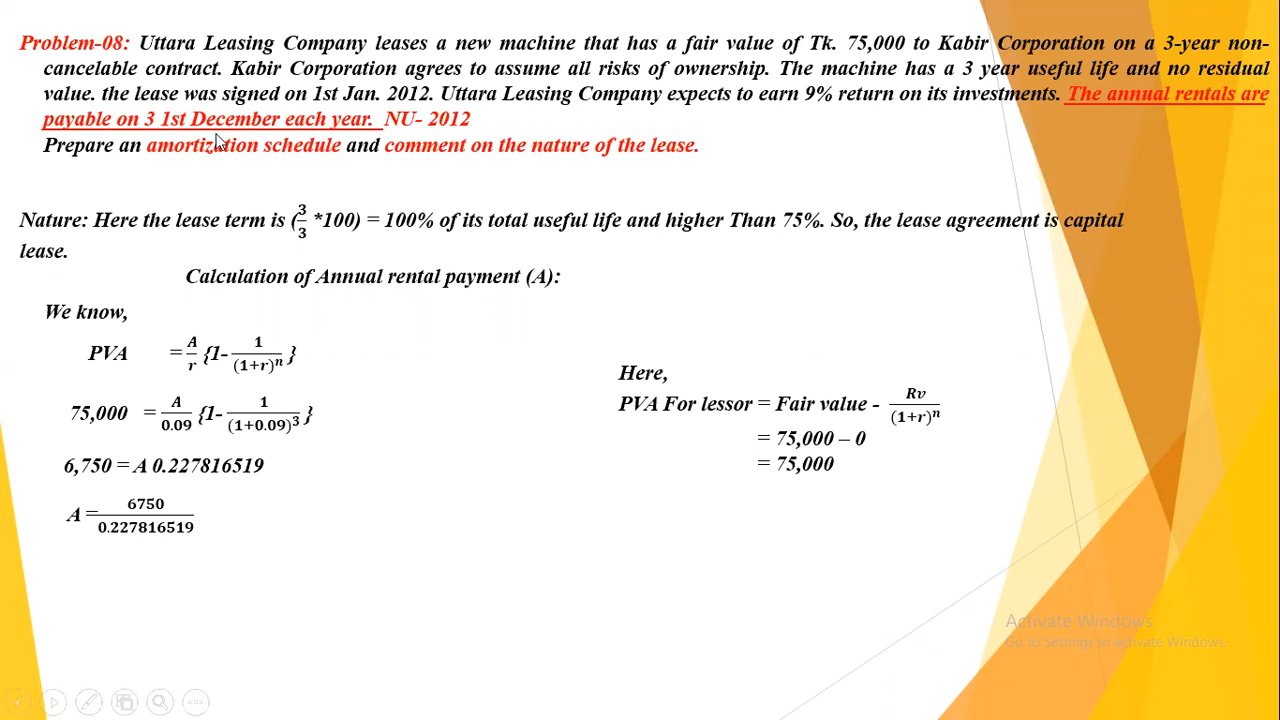 Problem-08: Uttara Leasing Company leases a new machine that has a fair value of Tk. 75,000 to Kabir Corporation on a 3-year non-
cancelable contract. Kabir Corporation agrees to assume all risks of ownership. The machine has a 3 year useful life and no residual
value. the lease was signed on 1st Jan. 2012. Uttara Leasing Company expects to earn 9% return on its investments. The annual rentals are
payable on 3 1st December each year. NU- 2012
Prepare an amortization schedule and comment on the nature of the lease.
Nature: Here the lease term is (3/3 *100) = 100% of its total useful life and higher Than 75%. So, the lease agreement is capital
lease.
Calculation of Annual rental payment (A):
We know,
PVA = A/r {1- 1/(1+r)^n }
75,000 = A/0.09 {1- 1/(1+0.09)^3 }
6,750 = A 0.227816519
A = 6750/0.227816519
Here,
PVA For lessor = Fair value - Rv/(1+r)^n
= 75,000 – 0
= 75,000
Activate Windows
Go to Settings to activate Windows.